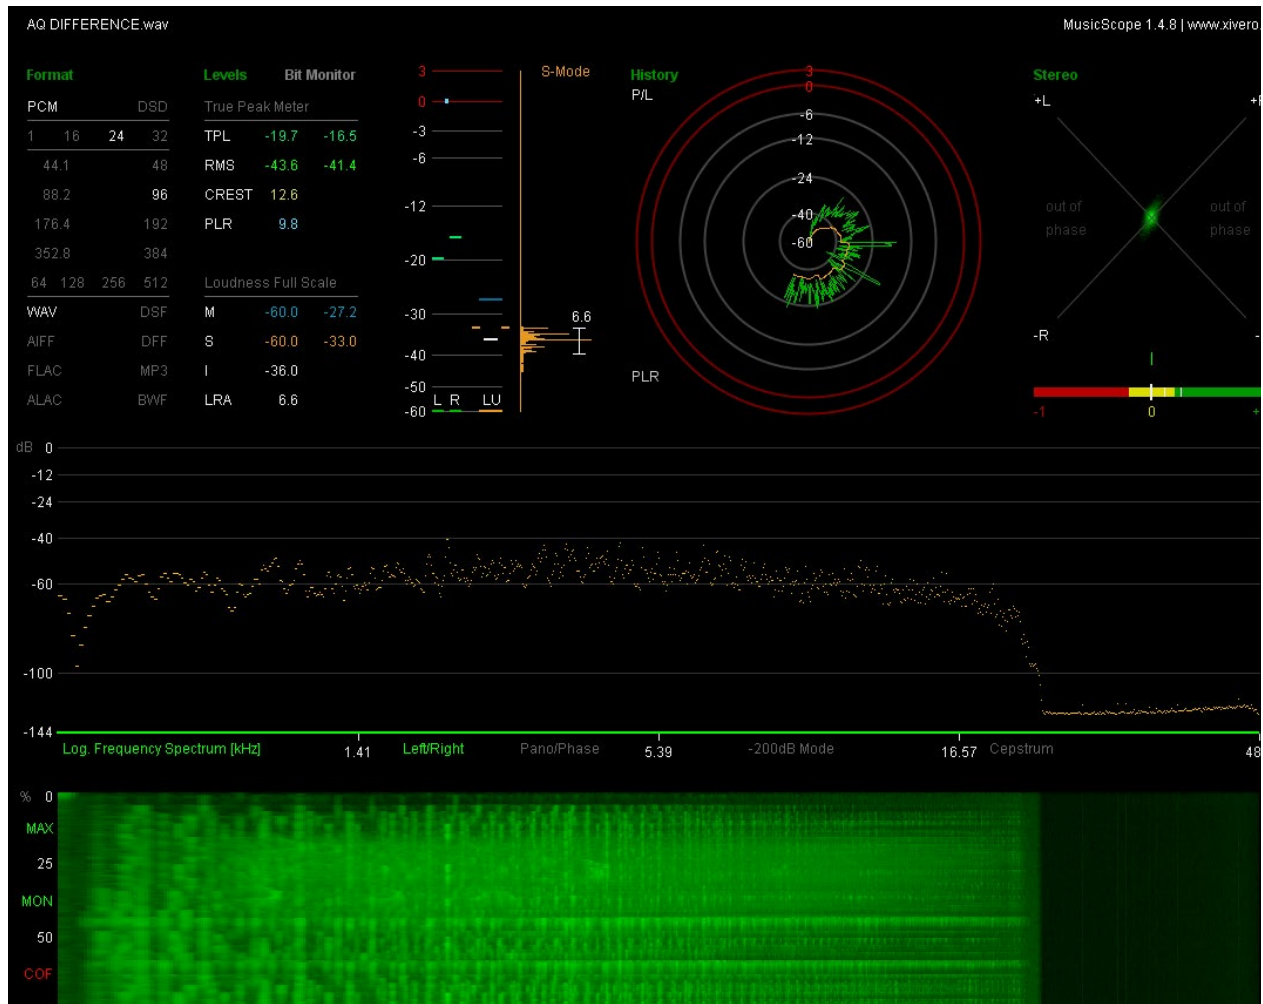 AQ DIFFERENCE.wav
MusicScope 1.4.8 | www.xivero.
Format
Levels Bit Monitor
S-Mode
History
Stereo
PCM DSD
True Peak Meter
1 16 24 32
TPL -19.7 -16.5
44.1 48
RMS -43.6 -41.4
88.2 96
CREST 12.6
176.4 192
PLR 9.8
352.8 384
64 128 256 512
Loudness Full Scale
WAV DSF
M -60.0 -27.2
AIFF DFF
S -60.0 -33.0
FLAC MP3
I -36.0
ALAC BWF
LRA 6.6
3
0
-3
-6
-12
-20
-30
-40
-50
-60
L R LU
6.6
P/L
3
0
-6
-12
-24
-40
-60
PLR
+L
out of phase
out of phase
-R
-1 0 +
dB 0
-12
-24
-40
-60
-100
-144
Log. Frequency Spectrum [kHz] 1.41 Left/Right Pano/Phase 5.39 -200dB Mode 16.57 Cepstrum 48
% 0
MAX
25
MON
50
COF